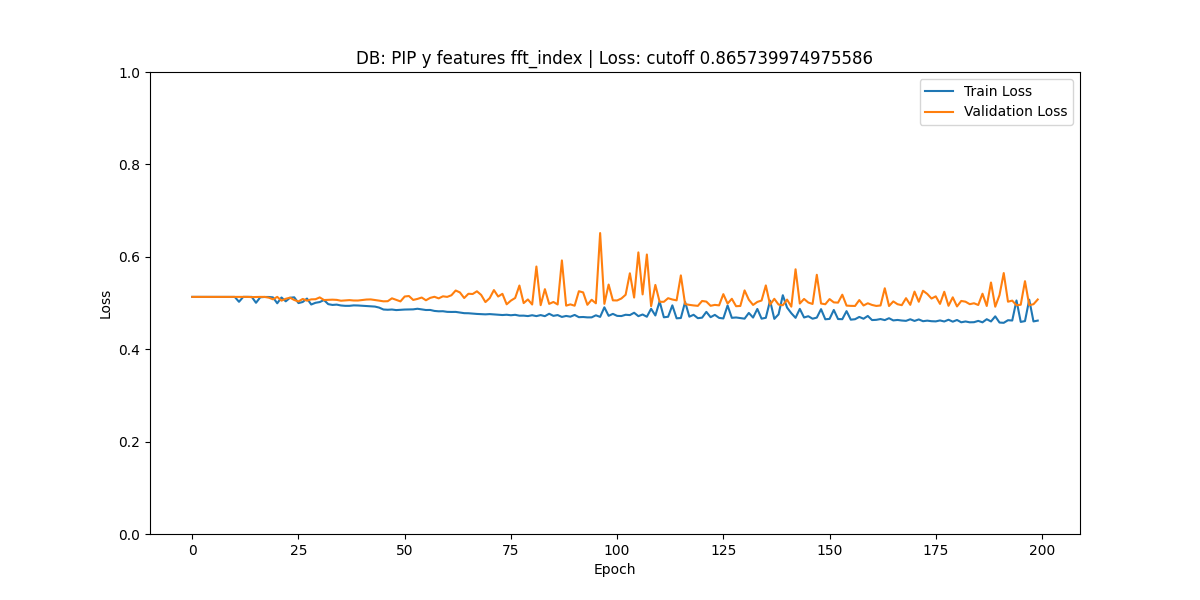 DB: PIP y features fft_index | Loss: cutoff 0.865739974975586
Train Loss
Validation Loss
1.0
0.8
0.6
0.4
0.2
0.0
Loss
0 25 50 75 100 125 150 175 200
Epoch